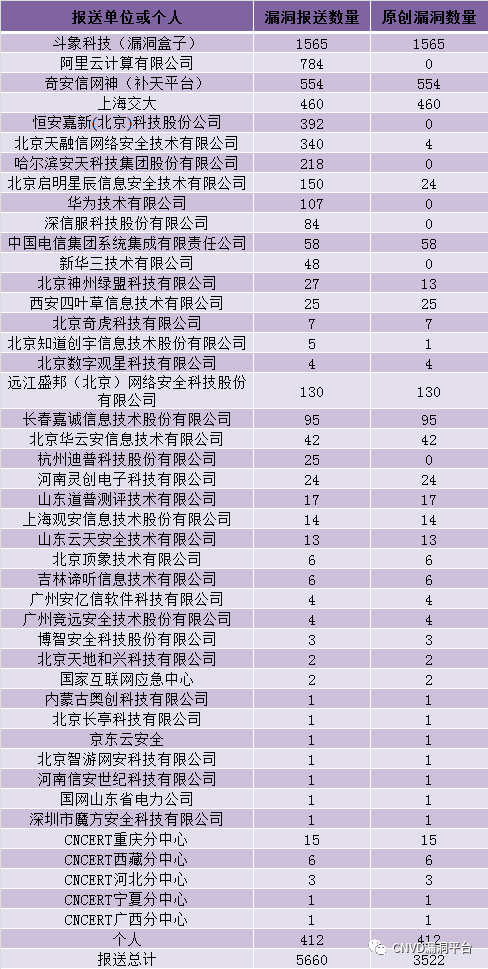 报送单位或个人 漏洞报送数量 原创漏洞数量
斗象科技（漏洞盒子） 1565 1565
阿里云计算有限公司 784 0
奇安信网神（补天平台） 554 554
上海交大 460 460
恒安嘉新(北京)科技股份公司 392 0
北京天融信网络安全技术有限公司 340 4
哈尔滨安天科技集团股份有限公司 218 0
北京启明星辰信息安全技术有限公司 150 24
华为技术有限公司 107 0
深信服科技股份有限公司 84 0
中国电信集团系统集成有限责任公司 58 58
新华三技术有限公司 48 0
北京神州绿盟科技有限公司 27 13
西安四叶草信息技术有限公司 25 25
北京奇虎科技有限公司 7 7
北京知道创宇信息技术股份有限公司 5 1
北京数字观星科技有限公司 4 4
远江盛邦（北京）网络安全科技股份
有限公司 130 130
长春嘉诚信息技术股份有限公司 95 95
北京华云安信息技术有限公司 42 42
杭州迪普科技股份有限公司 25 0
河南灵创电子科技有限公司 24 24
山东道普测评技术有限公司 17 17
上海观安信息技术股份有限公司 14 14
山东云天安全技术有限公司 13 13
北京顶象技术有限公司 6 6
吉林谛听信息技术有限公司 6 6
广州安亿信软件科技有限公司 4 4
广州竞远安全技术股份有限公司 4 4
博智安全科技股份有限公司 3 3
北京天地和兴科技有限公司 2 2
国家互联网应急中心 2 2
内蒙古奥创科技有限公司 1 1
北京长亭科技有限公司 1 1
京东云安全 1 1
北京智游网安科技有限公司 1 1
河南信安世纪科技有限公司 1 1
国网山东省电力公司 1 1
深圳市魔方安全科技有限公司 1 1
CNCERT重庆分中心 15 15
CNCERT西藏分中心 6 6
CNCERT河北分中心 3 3
CNCERT宁夏分中心 1 1
CNCERT广西分中心 1 1
个人 412 412
报送总计 5660 3522
CNVD漏洞平台